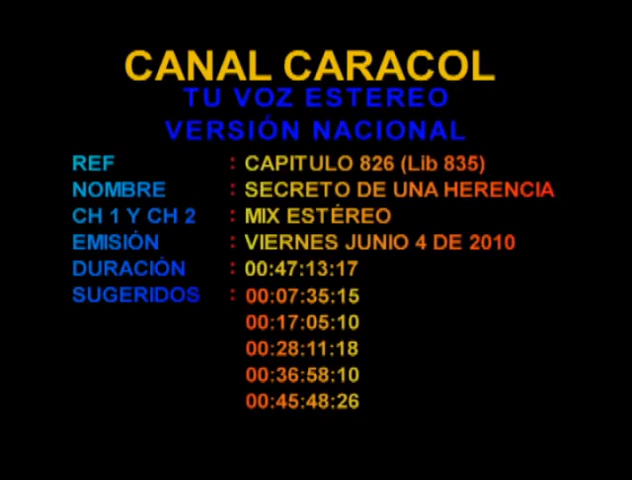 CANAL CARACOL
TU VOZ ESTEREO
VERSIÓN NACIONAL
REF : CAPITULO 826 (Lib 835)
NOMBRE : SECRETO DE UNA HERENCIA
CH 1 Y CH 2 : MIX ESTÉREO
EMISIÓN : VIERNES JUNIO 4 DE 2010
DURACIÓN : 00:47:13:17
SUGERIDOS : 00:07:35:15
00:17:05:10
00:28:11:18
00:36:58:10
00:45:48:26